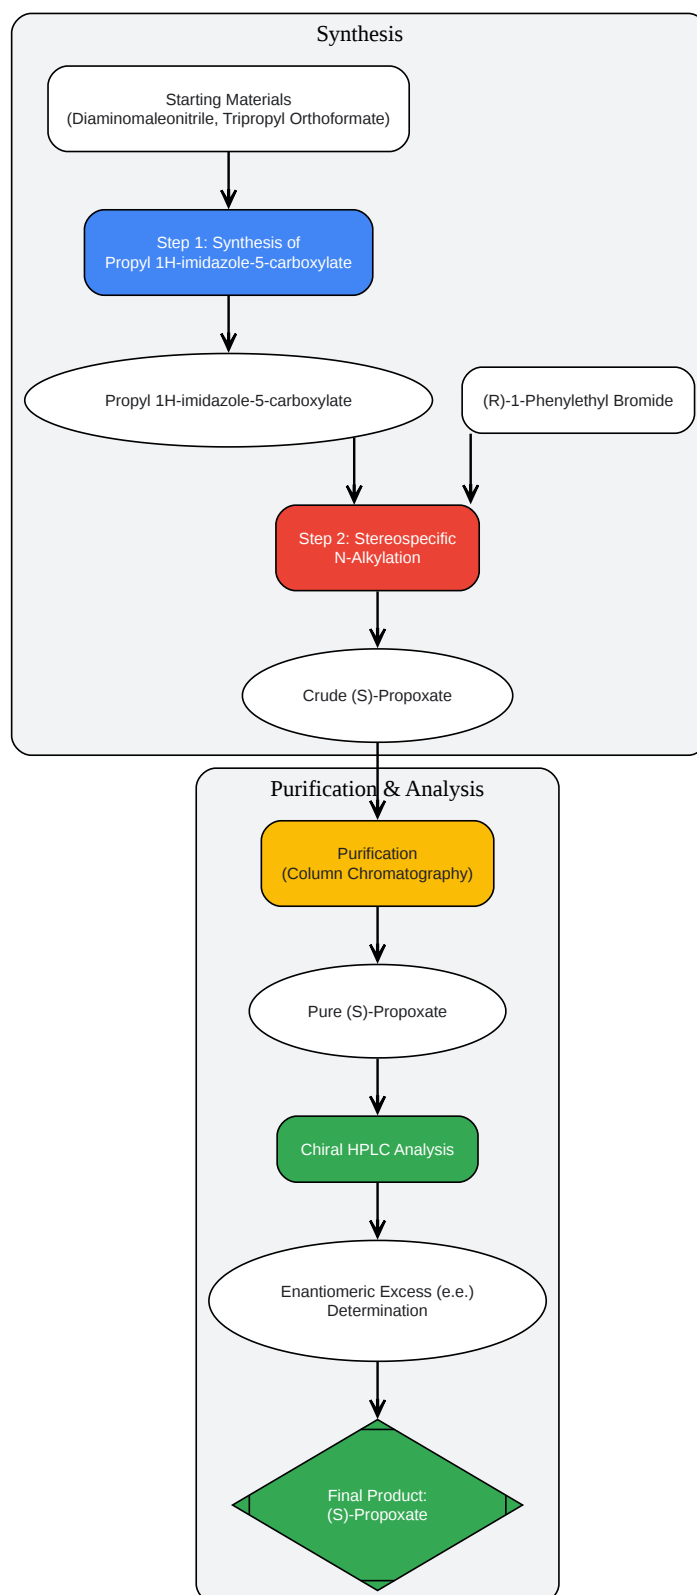 Synthesis
Starting Materials
(Diaminomaleonitrile, Tripropyl Orthoformate)
Step 1: Synthesis of
Propyl 1H-imidazole-5-carboxylate
Propyl 1H-imidazole-5-carboxylate
(R)-1-Phenylethyl Bromide
Step 2: Stereospecific
N-Alkylation
Crude (S)-Propoxate
Purification & Analysis
Purification
(Column Chromatography)
Pure (S)-Propoxate
Chiral HPLC Analysis
Enantiomeric Excess (e.e.)
Determination
Final Product:
(S)-Propoxate